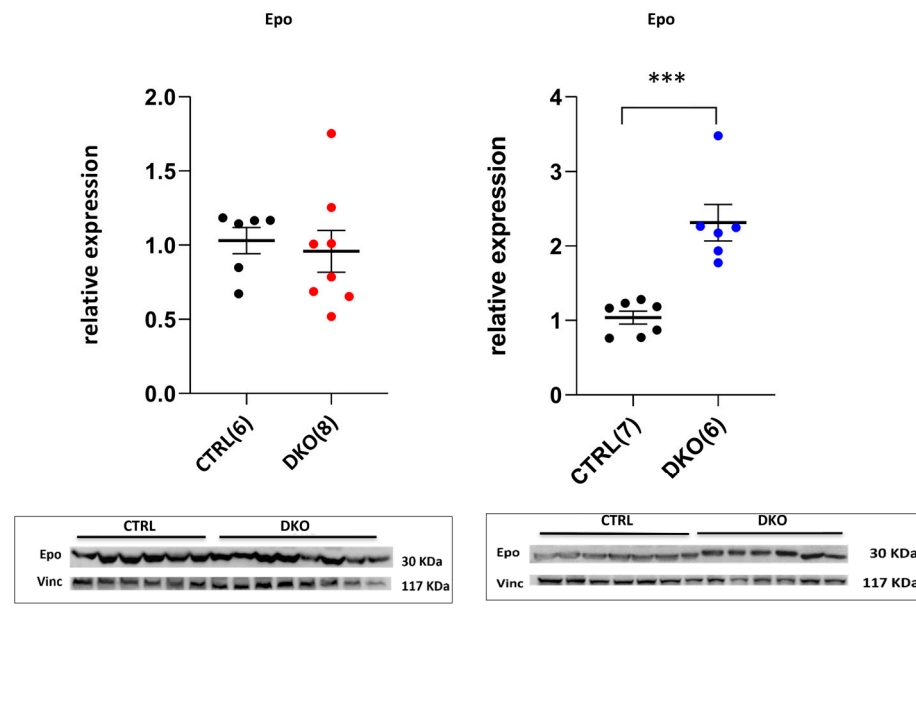 Epo
relative expression
2.0
1.5
1.0
0.5
0.0
CTRL(6)
DKO(8)
CTRL
DKO
Epo
30 KDa
Vinc
117 KDa
Epo
***
relative expression
4
3
2
1
0
CTRL(7)
DKO(6)
CTRL
DKO
Epo
30 KDa
Vinc
117 KDa